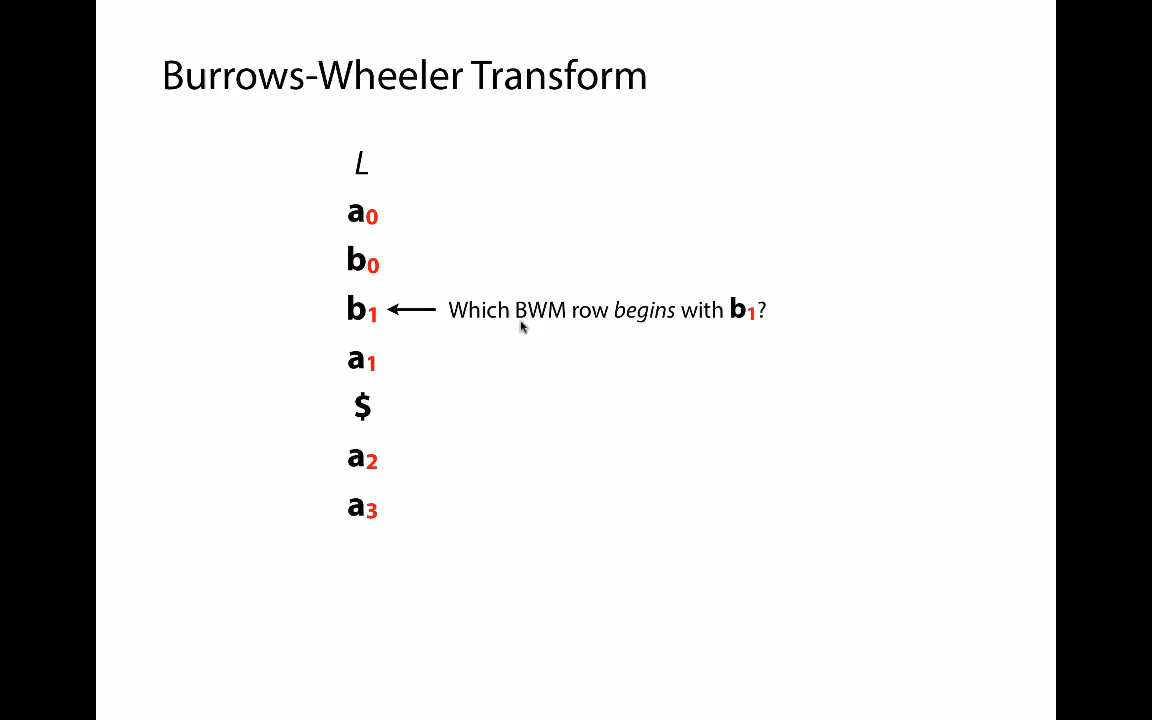 Burrows-Wheeler Transform
L
a0
b0
b1 Which BWM row begins with b1?
a1
$
a2
a3